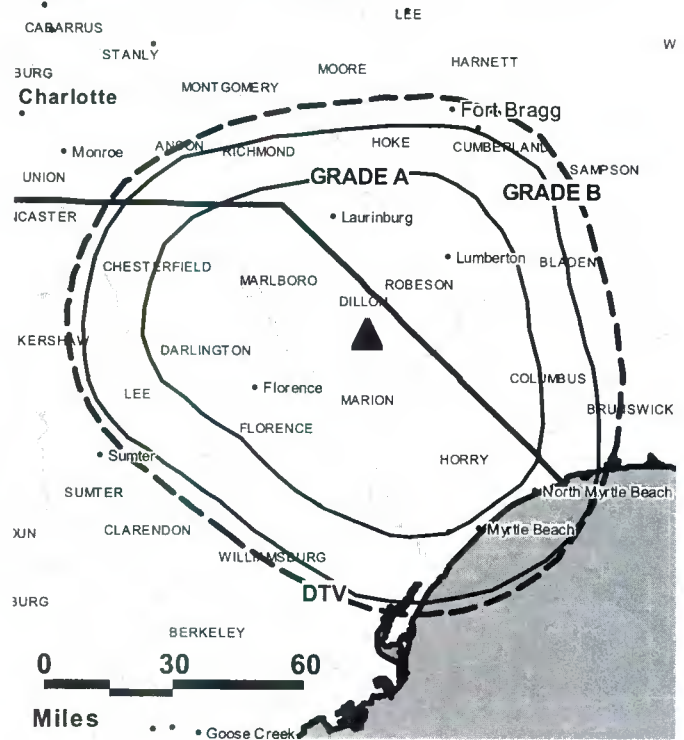 LEE
CABARRUS
W
STANLY
HARNETT
MOORE
BURG
MONTGOMERY
Charlotte
Fort Bragg
ANSON
HOKE
CUMBERLAND
Monroe
RICHMOND
SAMPSON
UNION
GRADE A
GRADE B
NCASTER
Laurinburg
Lumberton
BLADEN
CHESTERFIELD
MARLBORO
ROBESON
DILLON
KERSHAW
DARLINGTON
COLUMBUS
Florence
LEE
MARION
BRUNSWICK
FLORENCE
Sumter
HORRY
SUMTER
North Myrtle Beach
CLARENDON
Myrtle Beach
WILLIAMSBURG
DTV
BURG
BERKELEY
0 30 60
Miles
Goose Creek